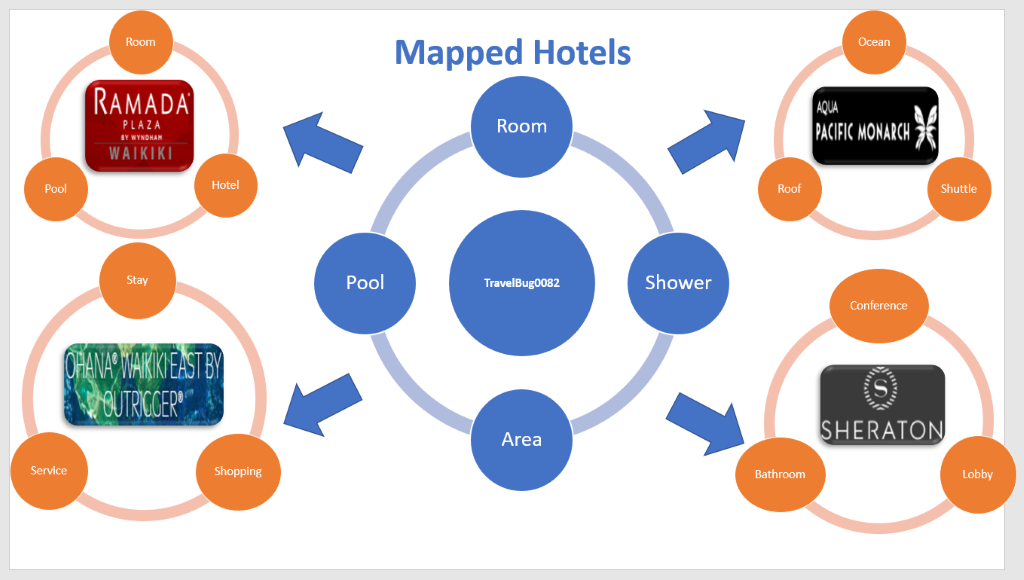 Mapped Hotels
Room
RAMADA®
PLAZA
BY WYNDHAM
WAIKIKI
Pool
Hotel
Room
Pool
TravelBug0082
Shower
Area
Ocean
AQUA
PACIFIC MONARCH
Roof
Shuttle
Stay
OHANA® WAIKIKI EAST BY
OUTRIGGER®
Service
Shopping
Conference
S
SHERATON
Bathroom
Lobby